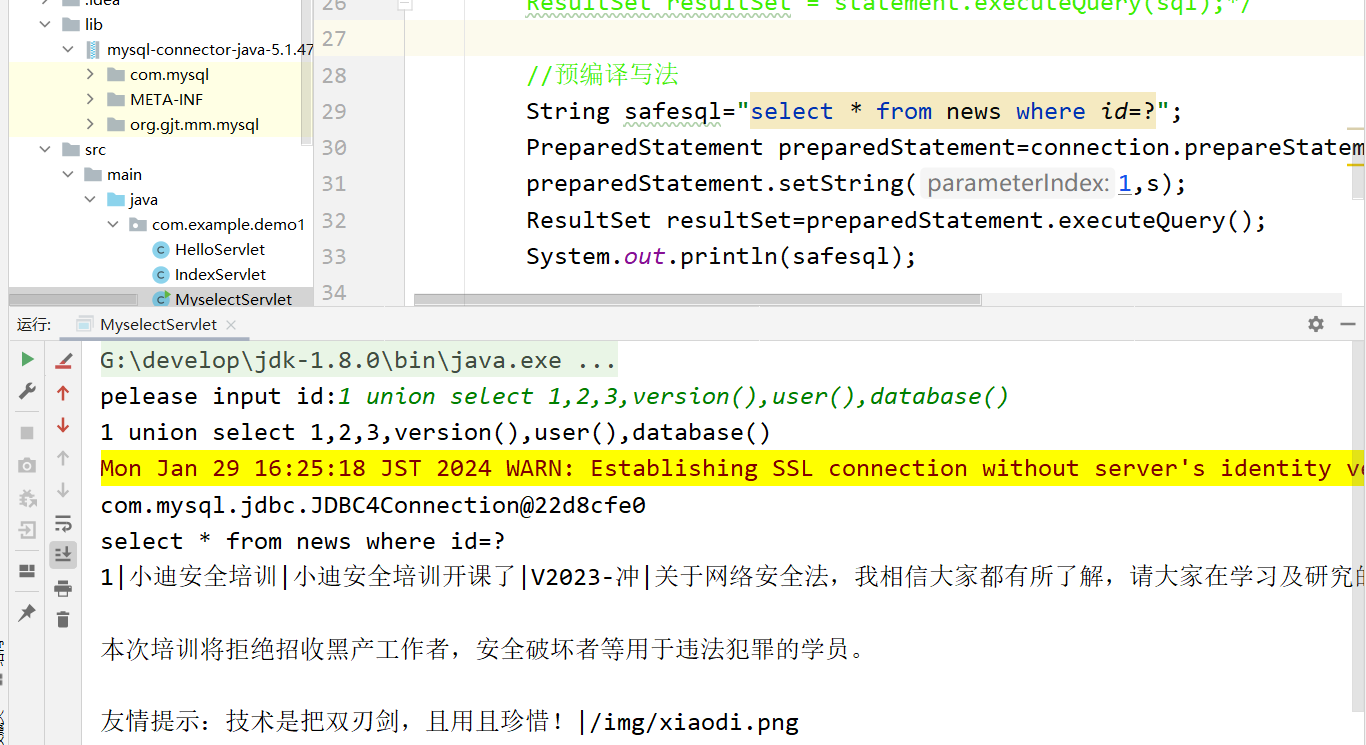 .idea
lib
mysql-connector-java-5.1.47
com.mysql
META-INF
org.gjt.mm.mysql
src
main
java
com.example.demo1
HelloServlet
IndexServlet
MyselectServlet
26 ResultSet resultSet = statement.executeQuery(sql);*/
27
28 //预编译写法
29 String safesql="select * from news where id=?";
30 PreparedStatement preparedStatement=connection.prepareStatem
31 preparedStatement.setString( parameterIndex: 1,s);
32 ResultSet resultSet=preparedStatement.executeQuery();
33 System.out.println(safesql);
34
运行: MyselectServlet
G:\develop\jdk-1.8.0\bin\java.exe ...
pelease input id:1 union select 1,2,3,version(),user(),database()
1 union select 1,2,3,version(),user(),database()
Mon Jan 29 16:25:18 JST 2024 WARN: Establishing SSL connection without server's identity ve
com.mysql.jdbc.JDBC4Connection@22d8cfe0
select * from news where id=?
1|小迪安全培训|小迪安全培训开课了|V2023-冲|关于网络安全法，我相信大家都有所了解，请大家在学习及研究的
本次培训将拒绝招收黑产工作者，安全破坏者等用于违法犯罪的学员。
友情提示：技术是把双刃剑，且用且珍惜！|/img/xiaodi.png